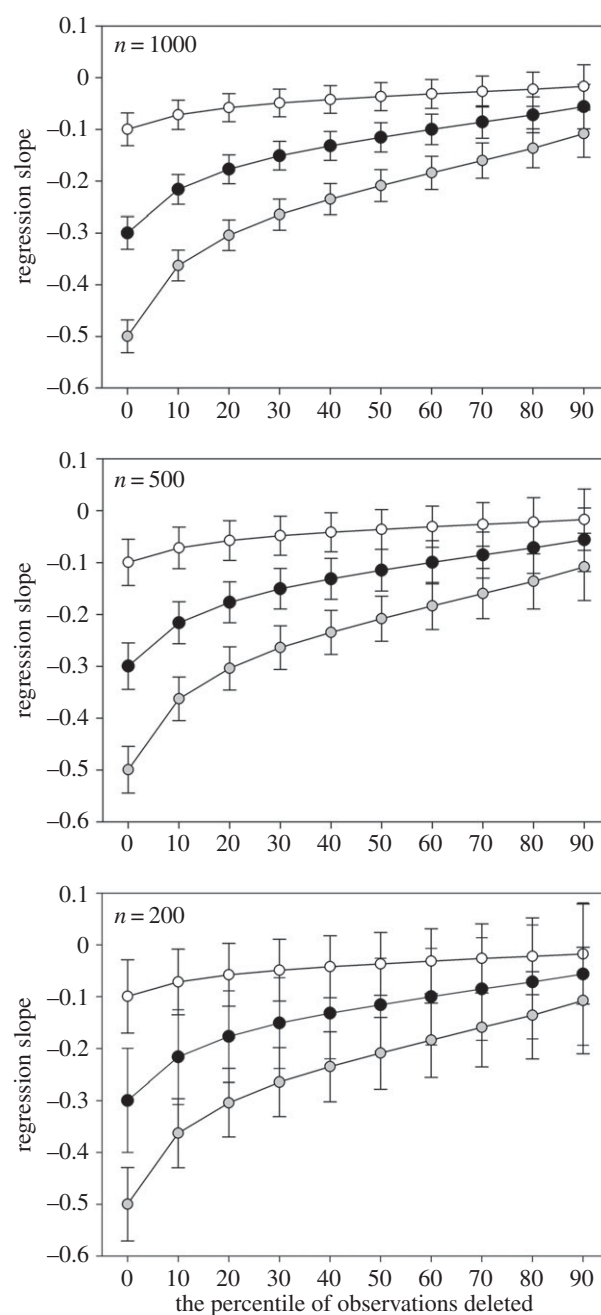 0.1
n = 1000
0
–0.1
–0.2
–0.3
–0.4
–0.5
–0.6
regression slope
0 10 20 30 40 50 60 70 80 90
0.1
n = 500
0
–0.1
–0.2
–0.3
–0.4
–0.5
–0.6
regression slope
0 10 20 30 40 50 60 70 80 90
0.1
n = 200
0
–0.1
–0.2
–0.3
–0.4
–0.5
–0.6
regression slope
0 10 20 30 40 50 60 70 80 90
the percentile of observations deleted